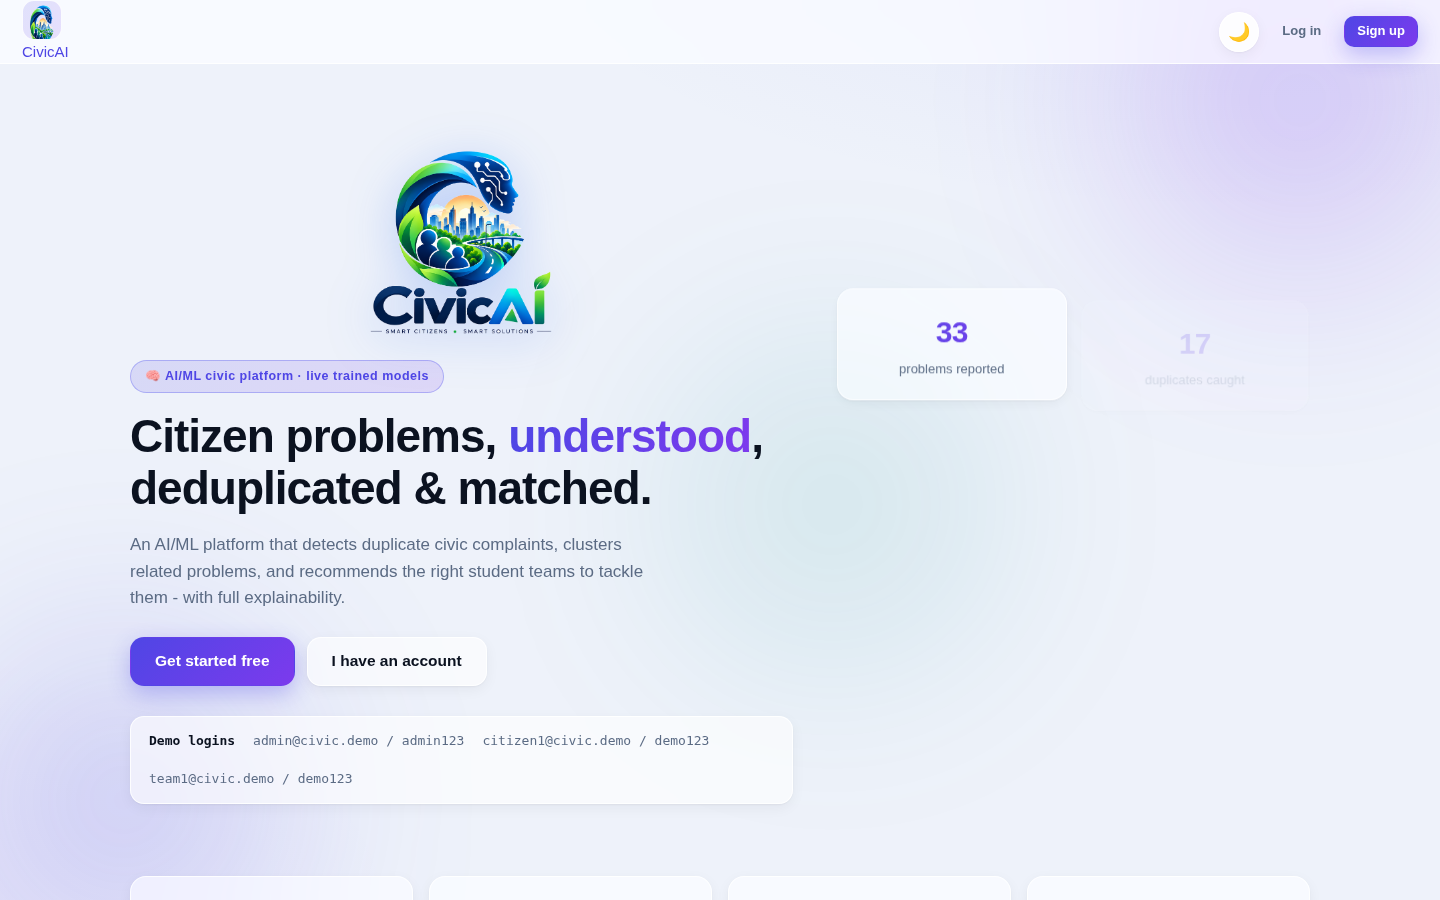 CivicAI
Log in
Sign up
CivicAI
SMART CITIZENS • SMART SOLUTIONS
AI/ML civic platform · live trained models
Citizen problems, understood,
deduplicated & matched.
An AI/ML platform that detects duplicate civic complaints, clusters
related problems, and recommends the right student teams to tackle
them - with full explainability.
Get started free
I have an account
Demo logins admin@civic.demo / admin123 citizen1@civic.demo / demo123
team1@civic.demo / demo123
33
problems reported
17
duplicates caught